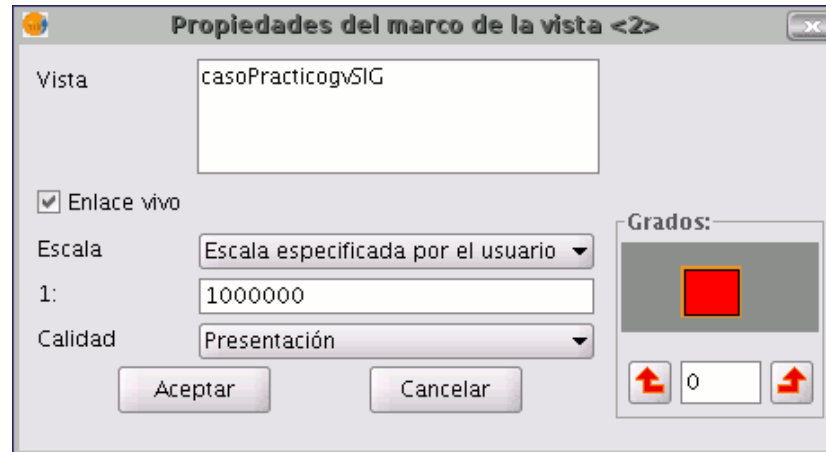 Propiedades del marco de la vista <2>
Vista
casoPracticogvSIG
Enlace vivo
Grados:
Escala
Escala especificada por el usuario
1:
1000000
Calidad
Presentación
Aceptar
Cancelar
0